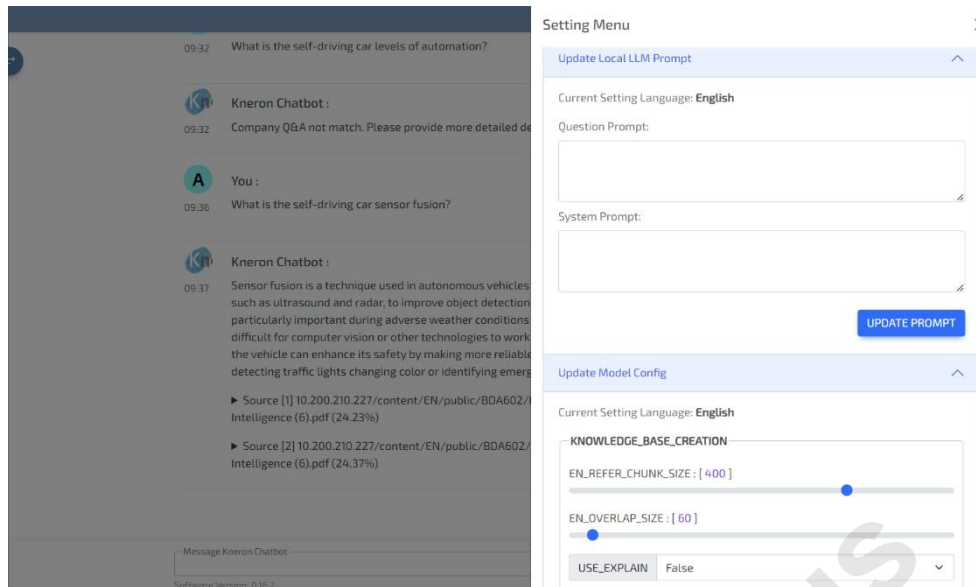 09:32 What is the self-driving car levels of automation?
Kneron Chatbot :
09:32 Company Q&A not match. Please provide more detailed de
A You :
09:36 What is the self-driving car sensor fusion?
Kneron Chatbot :
09:37 Sensor fusion is a technique used in autonomous vehicles
such as ultrasound and radar, to improve object detection
particularly important during adverse weather conditions
difficult for computer vision or other technologies to work
the vehicle can enhance its safety by making more reliable
detecting traffic lights changing color or identifying emerg
▶ Source [1] 10.200.210.227/content/EN/public/BDA602/
Intelligence (6).pdf (24.23%)
▶ Source [2] 10.200.210.227/content/EN/public/BDA602/
Intelligence (6).pdf (24.37%)
Message Kneron Chatbot
Software Version: 0.16.2
Setting Menu
Update Local LLM Prompt
Current Setting Language: English
Question Prompt:
System Prompt:
UPDATE PROMPT
Update Model Config
Current Setting Language: English
KNOWLEDGE_BASE_CREATION
EN_REFER_CHUNK_SIZE : [ 400 ]
EN_OVERLAP_SIZE : [ 60 ]
USE_EXPLAIN False